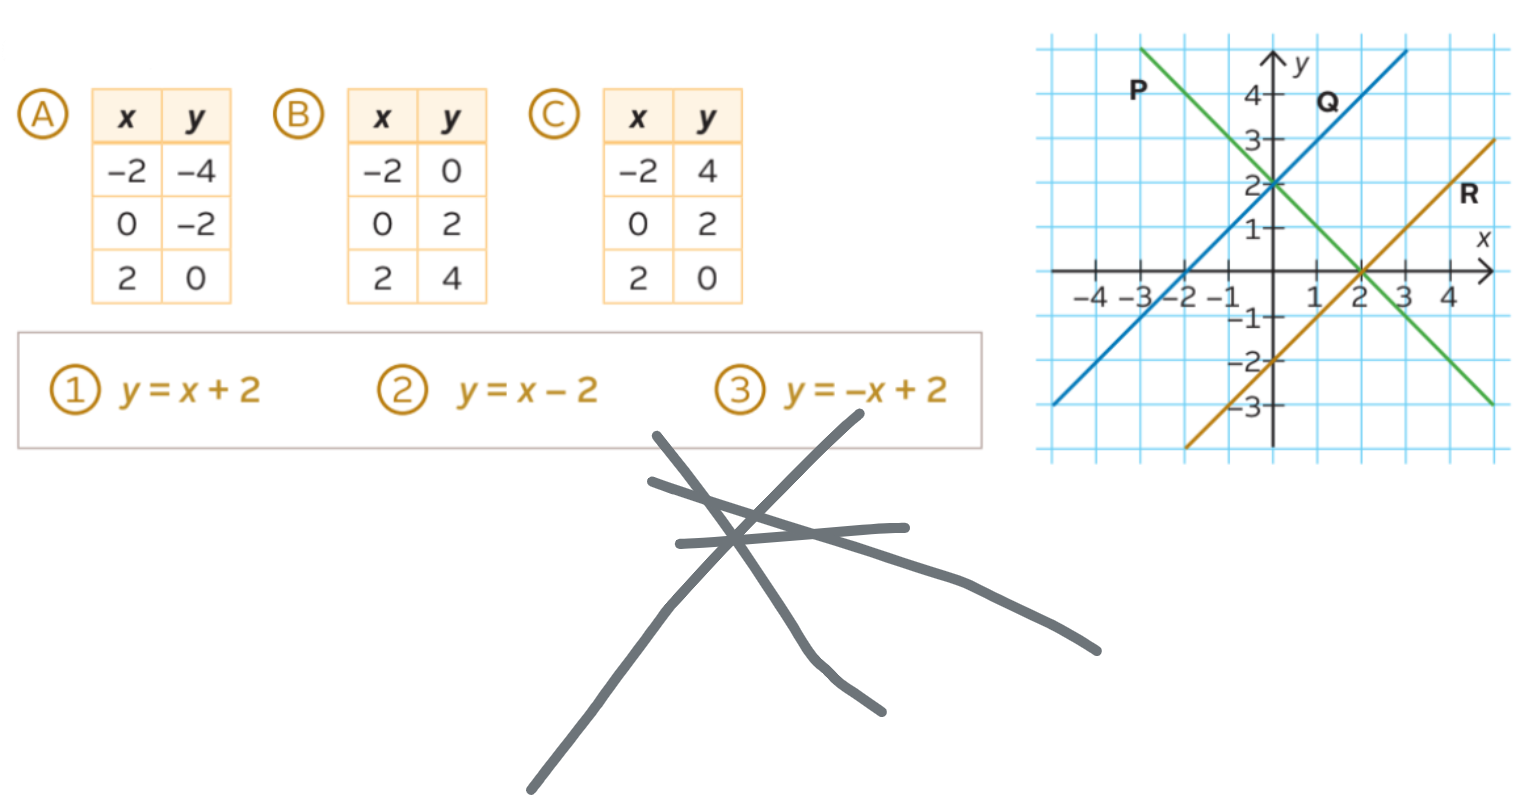 A
x y
−2 −4
0 −2
2 0
B
x y
−2 0
0 2
2 4
C
x y
−2 4
0 2
2 0
1 y = x + 2
2 y = x − 2
3 y = −x + 2
P
Q
R
y
x
4
3
2
1
−4 −3 −2 −1 1 2 3 4
−1
−2
−3